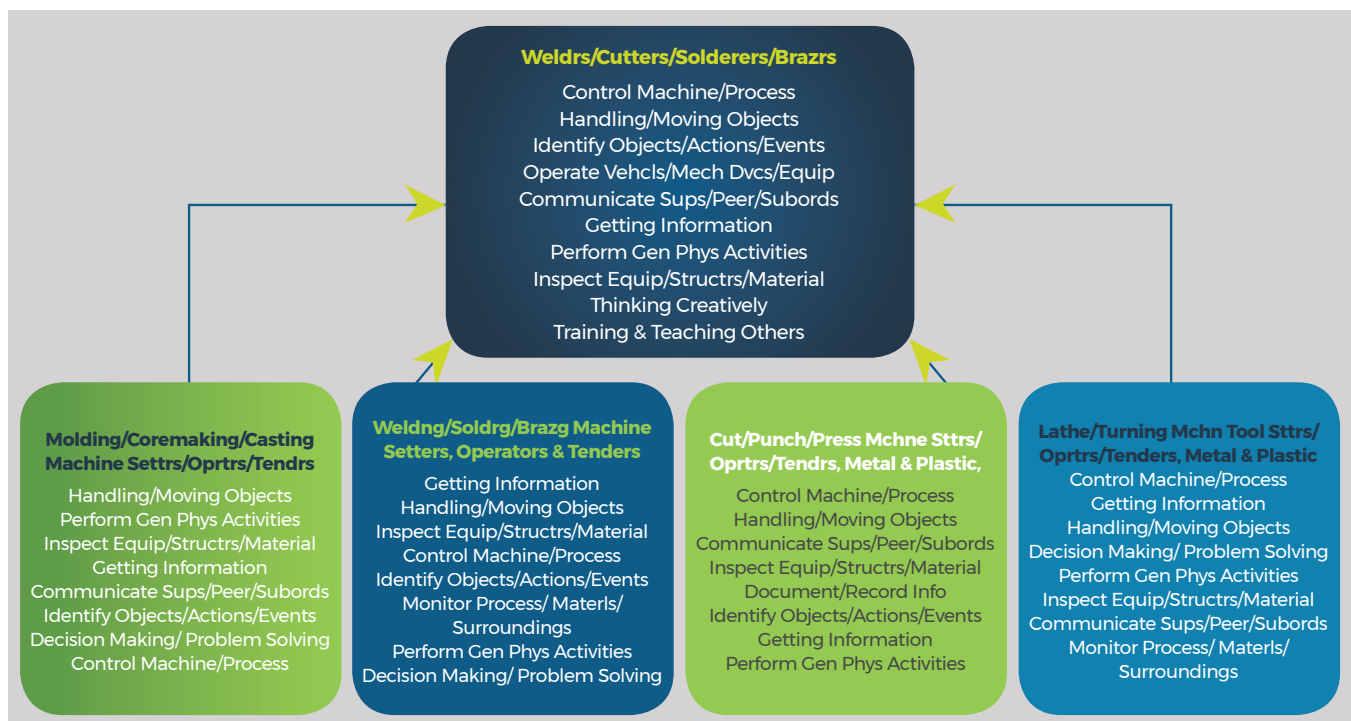 Weldrs/Cutters/Solderers/Brazrs
Control Machine/Process
Handling/Moving Objects
Identify Objects/Actions/Events
Operate Vehcls/Mech Dvcs/Equip
Communicate Sups/Peer/Subords
Getting Information
Perform Gen Phys Activities
Inspect Equip/Structrs/Material
Thinking Creatively
Training & Teaching Others
Molding/Coremaking/Casting
Machine Settrs/Oprtrs/Tendrs
Handling/Moving Objects
Perform Gen Phys Activities
Inspect Equip/Structrs/Material
Getting Information
Communicate Sups/Peer/Subords
Identify Objects/Actions/Events
Decision Making/ Problem Solving
Control Machine/Process
Weldng/Soldrg/Brazg Machine
Setters, Operators & Tenders
Getting Information
Handling/Moving Objects
Inspect Equip/Structrs/Material
Control Machine/Process
Identify Objects/Actions/Events
Monitor Process/ Materls/
Surroundings
Perform Gen Phys Activities
Decision Making/ Problem Solving
Cut/Punch/Press Mchne Sttrs/
Oprtrs/Tendrs, Metal & Plastic,
Control Machine/Process
Handling/Moving Objects
Communicate Sups/Peer/Subords
Inspect Equip/Structrs/Material
Document/Record Info
Identify Objects/Actions/Events
Getting Information
Perform Gen Phys Activities
Lathe/Turning Mchn Tool Sttrs/
Oprtrs/Tenders, Metal & Plastic
Control Machine/Process
Getting Information
Handling/Moving Objects
Decision Making/ Problem Solving
Perform Gen Phys Activities
Inspect Equip/Structrs/Material
Communicate Sups/Peer/Subords
Monitor Process/ Materls/
Surroundings